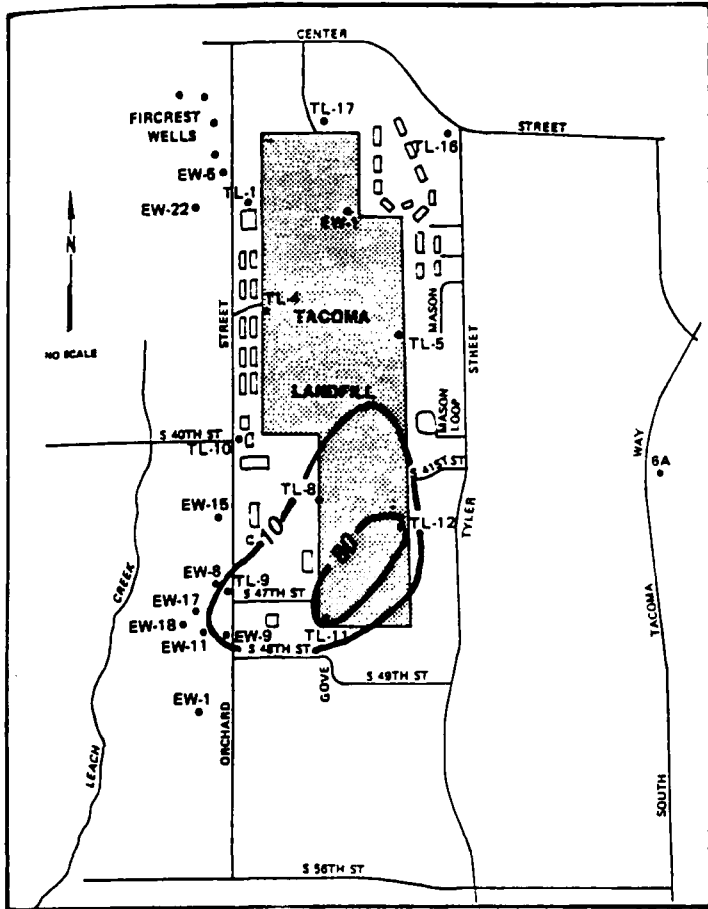 CENTER
TL-17
FIRCREST
WELLS
STREET
TL-16
EW-6
TL-1
EW-22
EW-1
N
STREET
TL-4
TACOMA
MASON
TL-5
STREET
NO SCALE
LANDFILL
MASON
LOOP
WAY
S 40TH ST
TL-10
S 41ST ST
6A
TL-8
EW-15
10
TL-12
TYLER
CREEK
EW-8
TL-9
S 47TH ST
EW-17
EW-18
TL-11
TACOMA
EW-11
EW-9
S 48TH ST
GOVE
S 49TH ST
EW-1
ORCHARD
LEACH
SOUTH
S 56TH ST